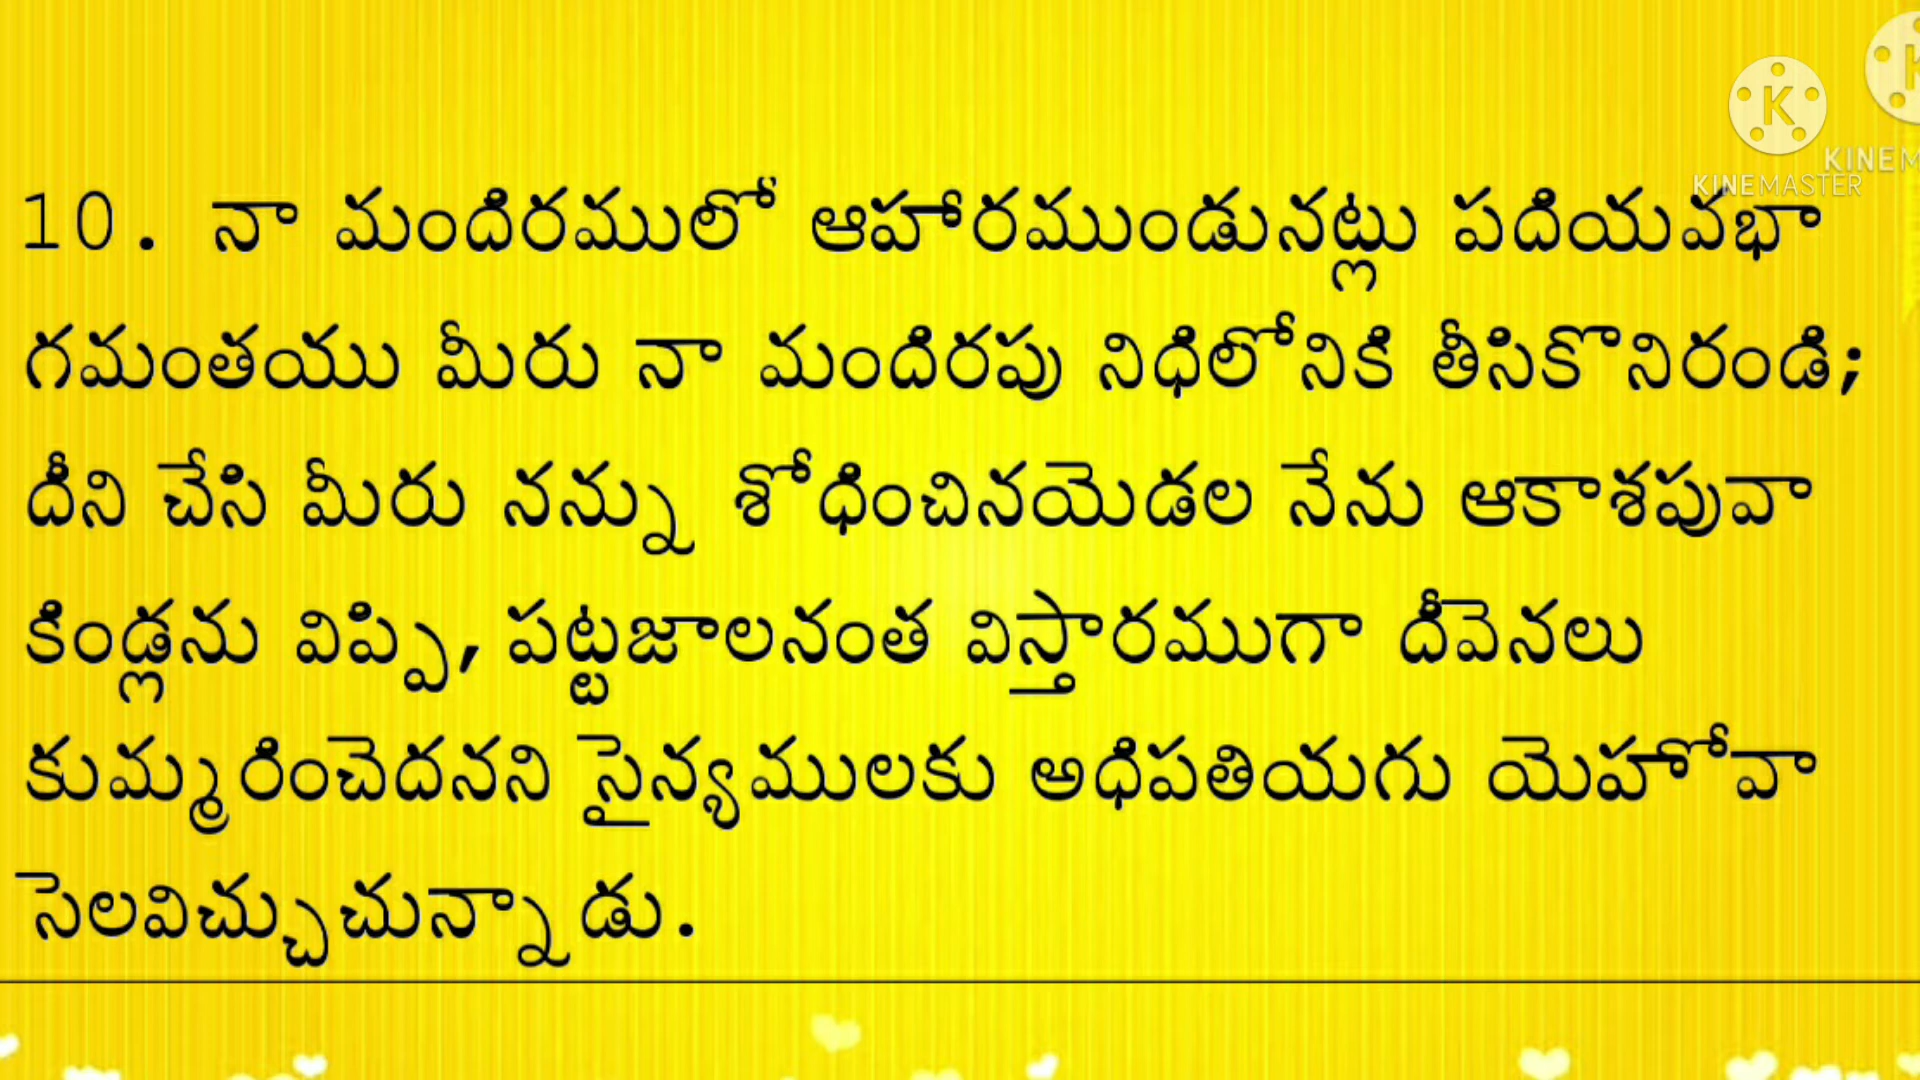 10. నా మందిరములో ఆహారముండునట్లు పదియవభా
గమంతయు మీరు నా మందిరపు నిధిలోనికి తీసికొనిరండి;
దీని చేసి మీరు నన్ను శోధించినయెడల నేను ఆకాశపువా
కిండ్లను విప్పి, పట్టజాలనంత విస్తారముగా దీవెనలు
కుమ్మరించెదనని సైన్యములకు అధిపతియగు యెహోవా
సెలవిచ్చుచున్నాడు.
K
KINEMASTER
K
KINEM